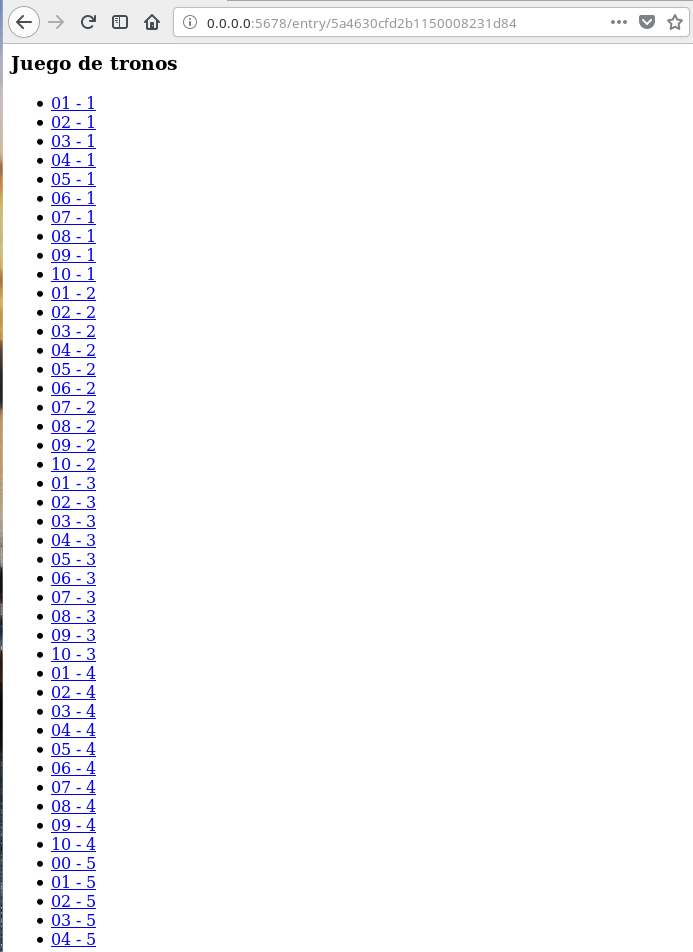 0.0.0.0:5678/entry/5a4630cfd2b1150008231d84
Juego de tronos
01 - 1
02 - 1
03 - 1
04 - 1
05 - 1
06 - 1
07 - 1
08 - 1
09 - 1
10 - 1
01 - 2
02 - 2
03 - 2
04 - 2
05 - 2
06 - 2
07 - 2
08 - 2
09 - 2
10 - 2
01 - 3
02 - 3
03 - 3
04 - 3
05 - 3
06 - 3
07 - 3
08 - 3
09 - 3
10 - 3
01 - 4
02 - 4
03 - 4
04 - 4
05 - 4
06 - 4
07 - 4
08 - 4
09 - 4
10 - 4
00 - 5
01 - 5
02 - 5
03 - 5
04 - 5